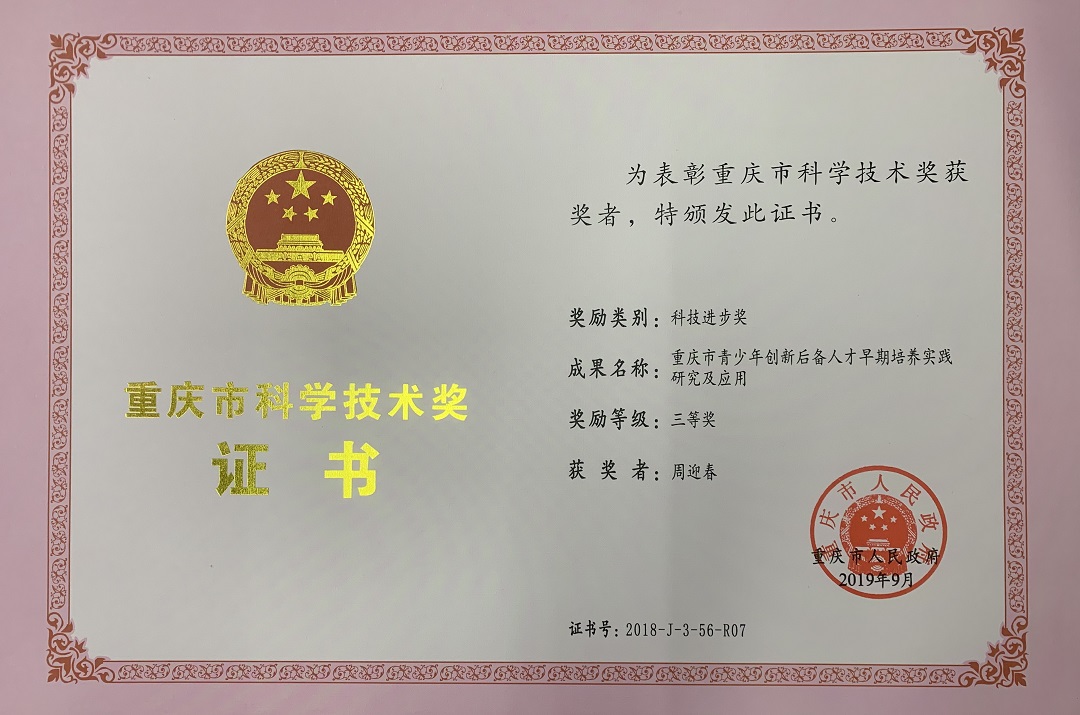 重庆市科学技术奖
证 书
为表彰重庆市科学技术奖获
奖者，特颁发此证书。
奖励类别：科技进步奖
成果名称：重庆市青少年创新后备人才早期培养实践
研究及应用
奖励等级：三等奖
获 奖 者：周迎春
重庆市人民政府
重庆市人民政府
2019年9月
证书号：2018-J-3-56-R07